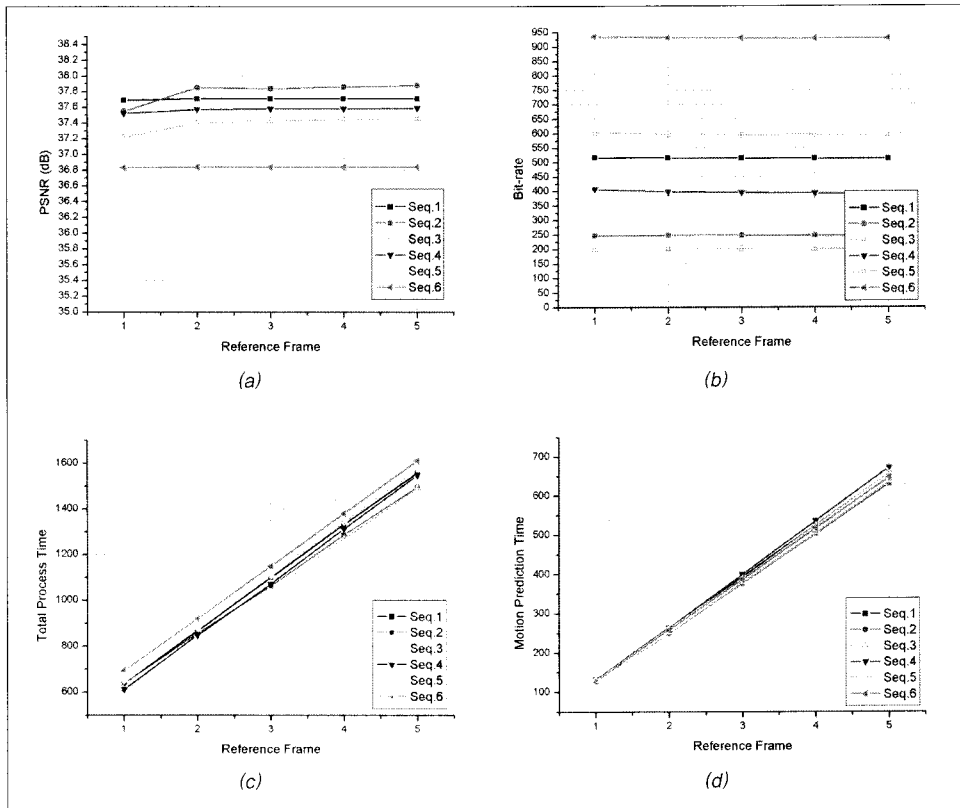 38.4
38.2
38.0
37.8
37.6
37.4
37.2
37.0
36.8
36.6
36.4
36.2
36.0
35.8
35.6
35.4
35.2
35.0
PSNR (dB)
1 2 3 4 5
Reference Frame
Seq.1
Seq.2
Seq.3
Seq.4
Seq.5
Seq.6
(a)
950
900
850
800
750
700
650
600
550
500
450
400
350
300
250
200
150
100
50
0
Bit-rate
1 2 3 4 5
Reference Frame
Seq.1
Seq.2
Seq.3
Seq.4
Seq.5
Seq.6
(b)
1600
1400
1200
1000
800
600
Total Process Time
1 2 3 4 5
Reference Frame
Seq.1
Seq.2
Seq.3
Seq.4
Seq.5
Seq.6
(c)
700
600
500
400
300
200
100
Motion Prediction Time
1 2 3 4 5
Reference Frame
Seq.1
Seq.2
Seq.3
Seq.4
Seq.5
Seq.6
(d)